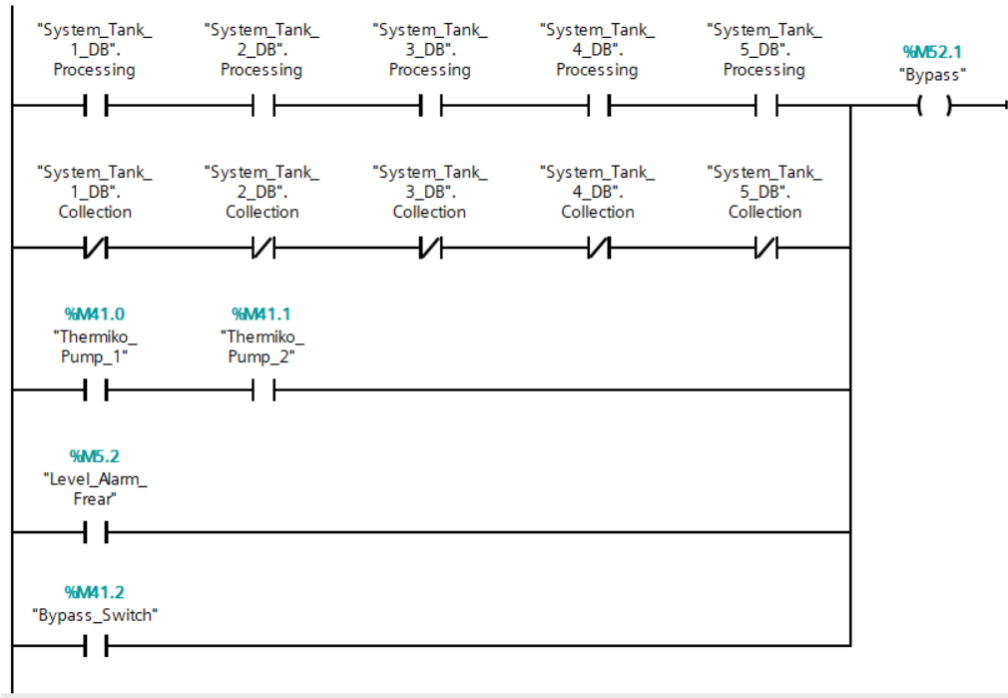 "System_Tank_ "System_Tank_ "System_Tank_ "System_Tank_ "System_Tank_
1_DB". 2_DB". 3_DB". 4_DB". 5_DB". %M52.1
Processing Processing Processing Processing Processing "Bypass"
"System_Tank_ "System_Tank_ "System_Tank_ "System_Tank_ "System_Tank_
1_DB". 2_DB". 3_DB". 4_DB". 5_DB".
Collection Collection Collection Collection Collection
%M41.0 %M41.1
"Thermiko_ "Thermiko_
Pump_1" Pump_2"
%M5.2
"Level_Alarm_
Frear"
%M41.2
"Bypass_Switch"